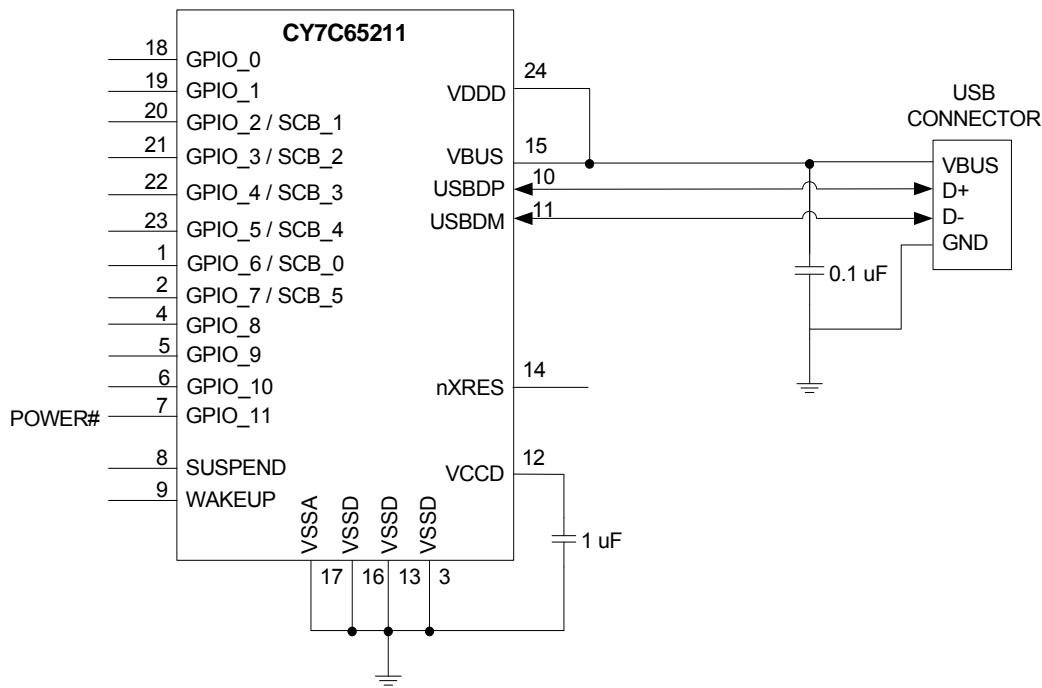 CY7C65211
18
GPIO_0
19
GPIO_1
20
GPIO_2 / SCB_1
21
GPIO_3 / SCB_2
22
GPIO_4 / SCB_3
23
GPIO_5 / SCB_4
1
GPIO_6 / SCB_0
2
GPIO_7 / SCB_5
4
GPIO_8
5
GPIO_9
6
GPIO_10
POWER#
7
GPIO_11
8
SUSPEND
9
WAKEUP
VSSA
VSSD
VSSD
VSSD
17
16
13
3
VDDD
24
VBUS
15
USBDP
10
USBDM
11
nXRES
14
VCCD
12
1 uF
0.1 uF
USB
CONNECTOR
VBUS
D+
D-
GND